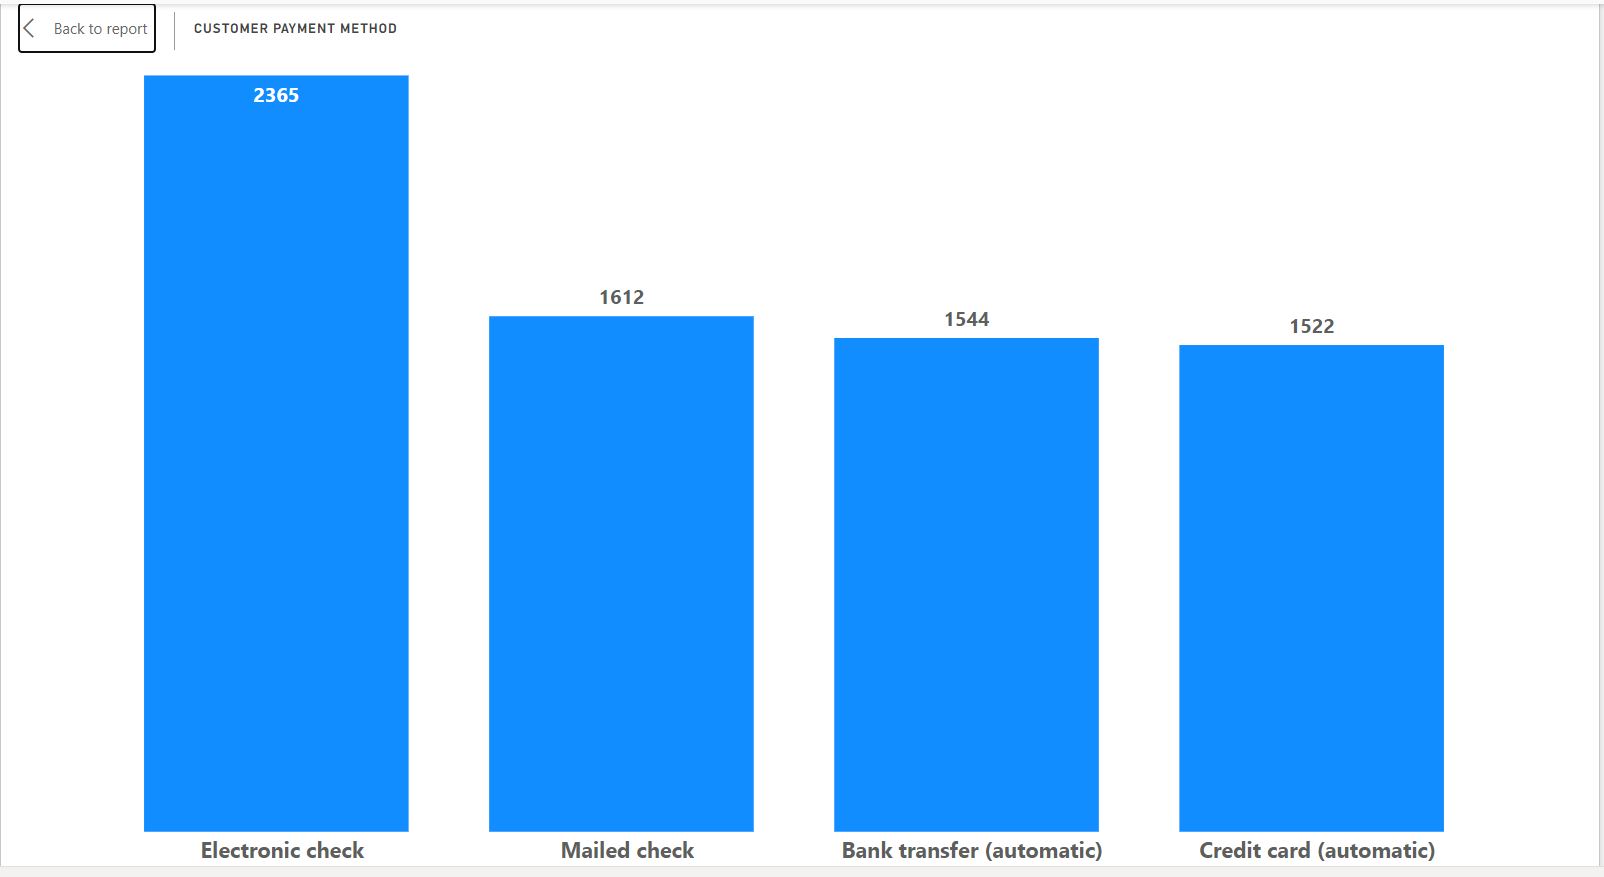 Back to report
CUSTOMER PAYMENT METHOD
2365
1612
1544
1522
Electronic check
Mailed check
Bank transfer (automatic)
Credit card (automatic)